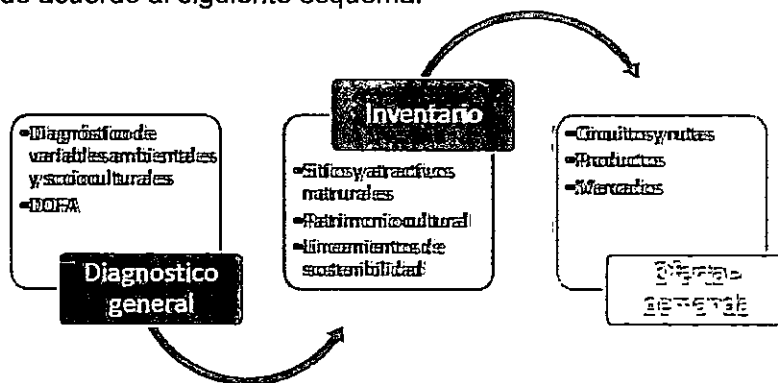 de acuerdo al siguiente esquema:
Inventario
-Diagnóstico de
variables ambientales
y socioculturales
-DOFA
Diagnostico
general
-Sitios y atractivos
naturales
-Patrimonio cultural
-Lineamientos de
sostenibilidad
-Circuitos y rutas
-Productos
-Mercados